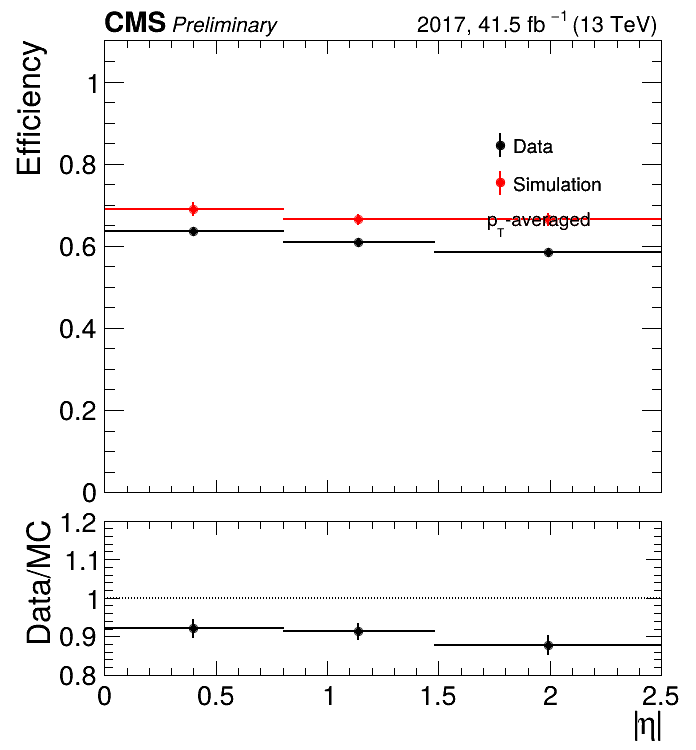 CMS Preliminary 2017, 41.5 fb⁻¹ (13 TeV)
Efficiency
1
0.8
0.6
0.4
0.2
0
Data
Simulation
p_T-averaged
Data/MC
1.2
1.1
1
0.9
0.8
0 0.5 1 1.5 2 2.5
|η|